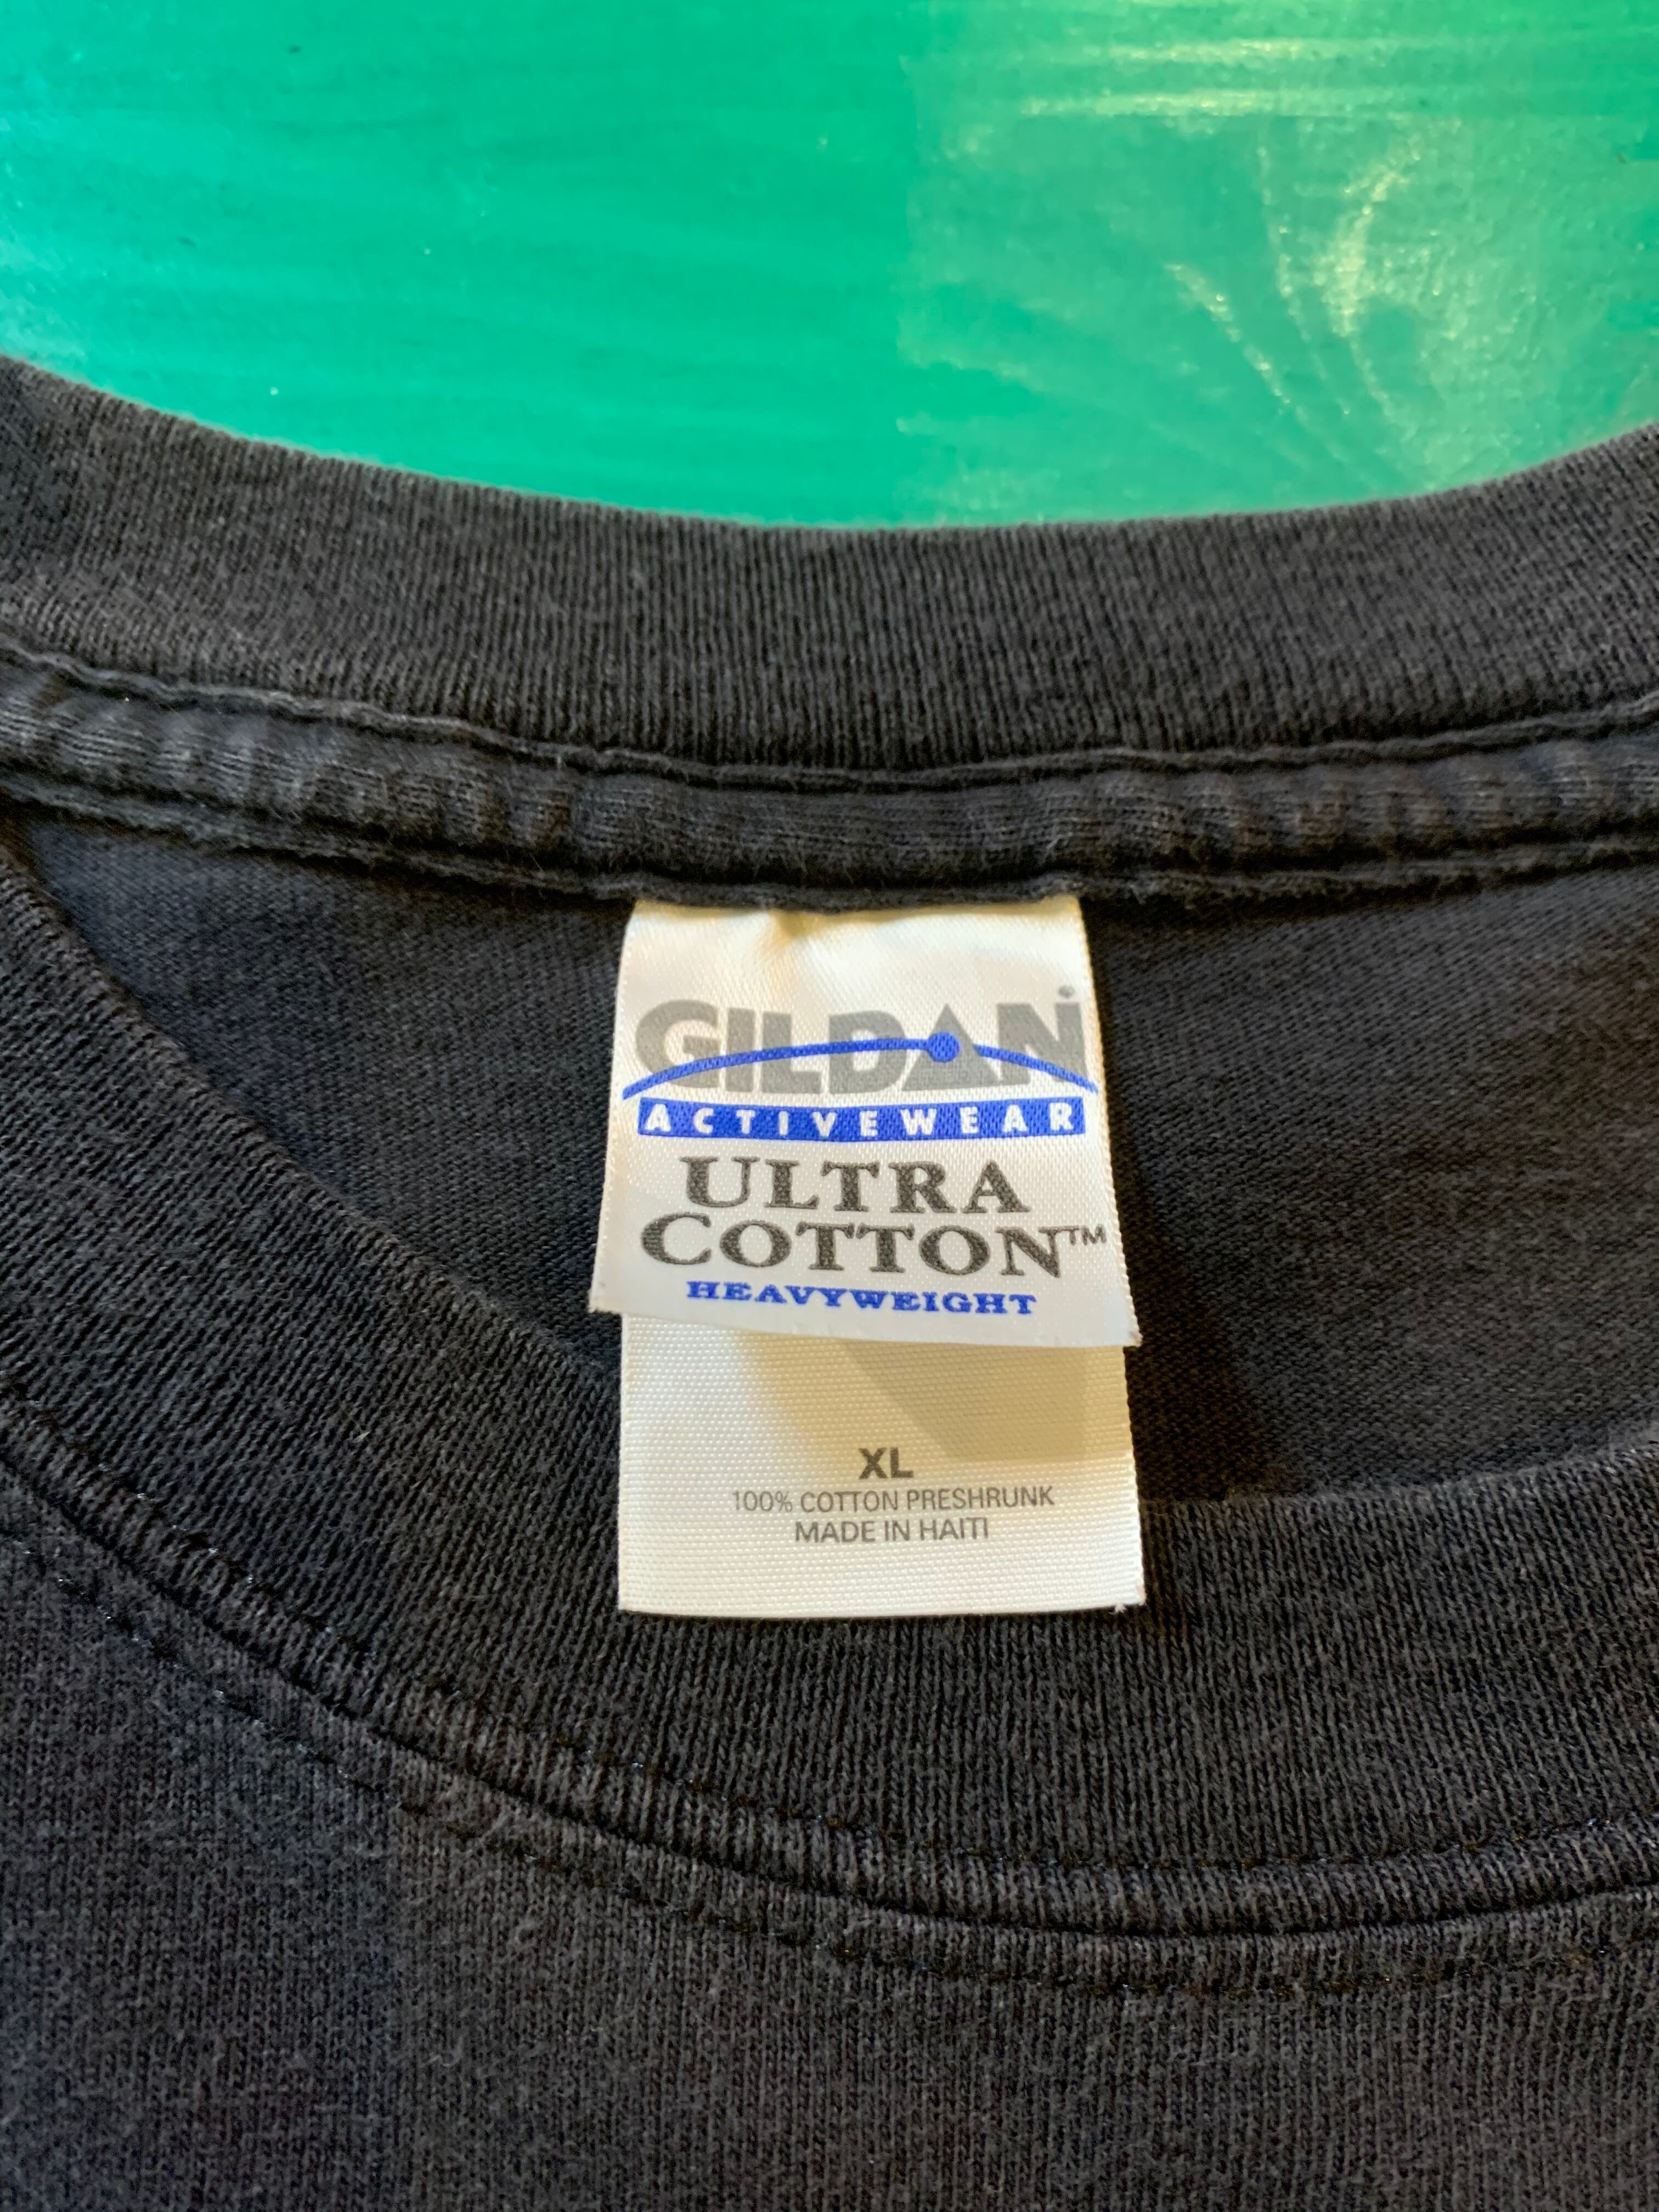 GILDAN®
ACTIVEWEAR
ULTRA
COTTON™
HEAVYWEIGHT
XL
100% COTTON PRESHRUNK
MADE IN HAITI